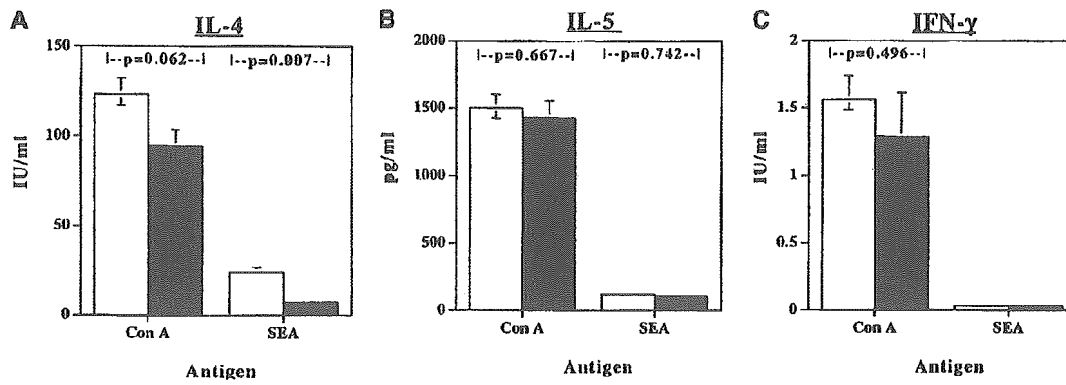 A
IL-4
|--p=0.062--|
|--p=0.007--|
150
100
50
0
IU/ml
Con A
SEA
Antigen
B
IL-5
|--p=0.667--|
|--p=0.742--|
2000
1500
1000
500
0
pg/ml
Con A
SEA
Antigen
C
IFN-γ
|--p=0.496--|
2
1.5
1
0.5
0
IU/ml
Con A
SEA
Antigen